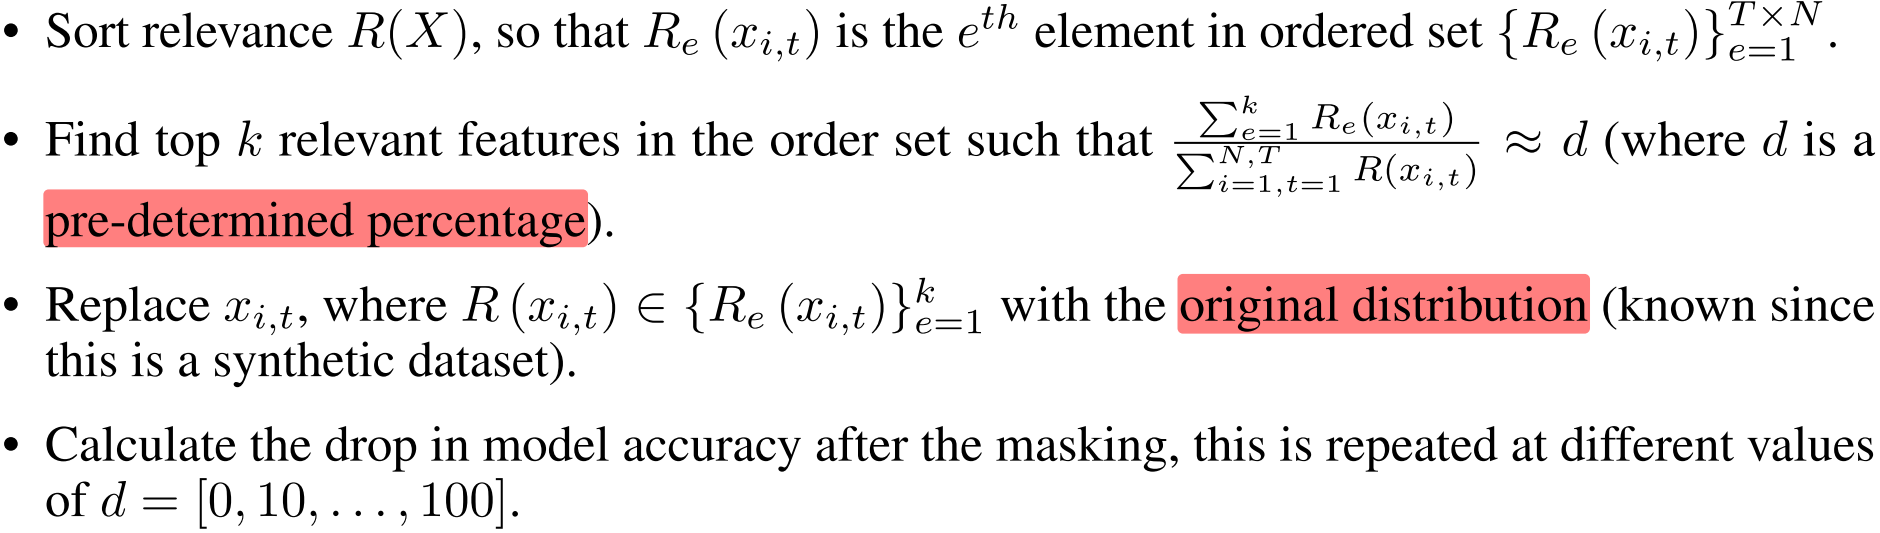 • Sort relevance $R(X)$, so that $R_e(x_{i,t})$ is the $e^{th}$ element in ordered set $\{R_e(x_{i,t})\}_{e=1}^{T \times N}$.
• Find top $k$ relevant features in the order set such that $\frac{\sum_{e=1}^{k} R_e(x_{i,t})}{\sum_{i=1,t=1}^{N,T} R(x_{i,t})} \approx d$ (where $d$ is a
pre-determined percentage).
• Replace $x_{i,t}$, where $R(x_{i,t}) \in \{R_e(x_{i,t})\}_{e=1}^{k}$ with the original distribution (known since
this is a synthetic dataset).
• Calculate the drop in model accuracy after the masking, this is repeated at different values
of $d = [0, 10, \ldots, 100]$.